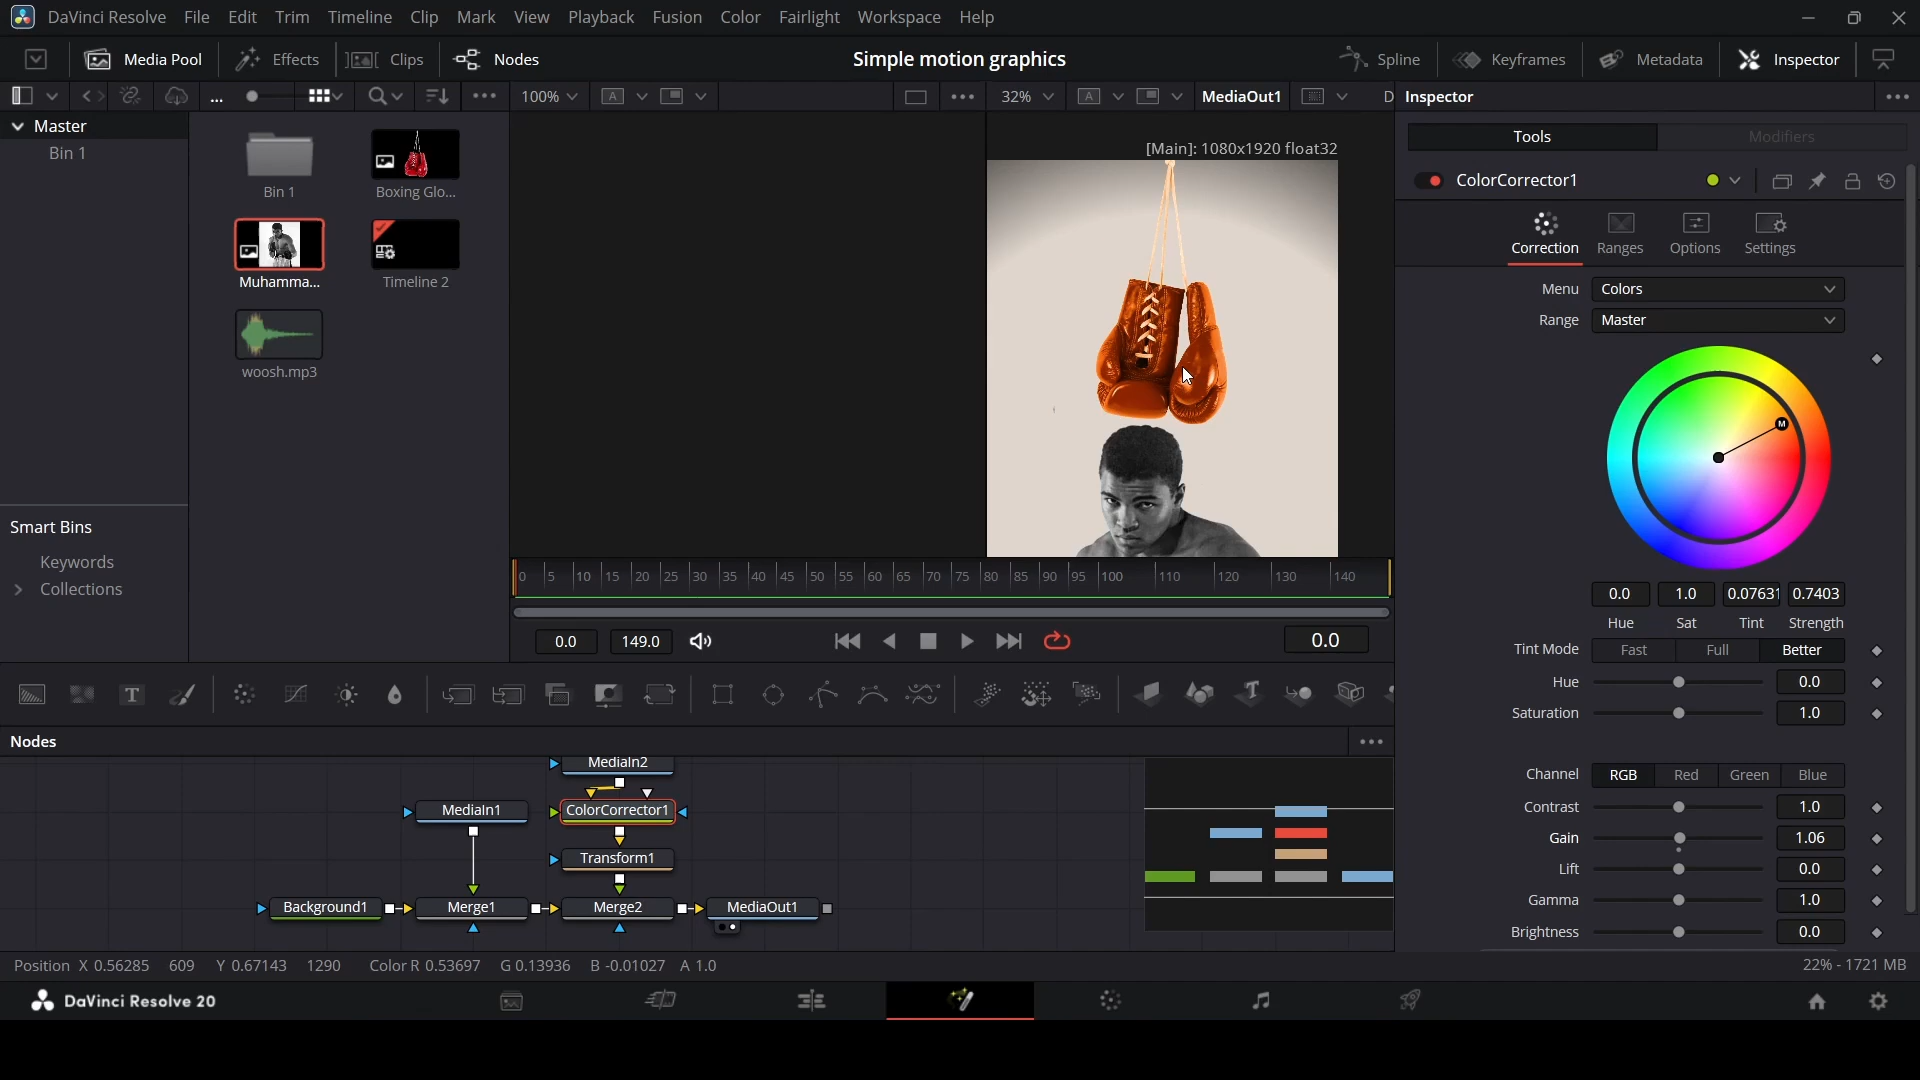 DaVinci Resolve File Edit Trim Timeline Clip Mark View Playback Fusion Color Fairlight Workspace Help
Media Pool Effects Clips Nodes Simple motion graphics Spline Keyframes Metadata Inspector
... 100% A 32% A MediaOut1 D Inspector
Master
Bin 1
Bin 1
Boxing Glo...
Muhamma...
Timeline 2
woosh.mp3
Smart Bins
Keywords
Collections
[Main]: 1080x1920 float32
0 5 10 15 20 25 30 35 40 45 50 55 60 65 70 75 80 85 90 95 100 110 120 130 140
0.0 149.0 0.0
T T
Nodes
MediaIn2
MediaIn1 ColorCorrector1
Transform1
Background1 Merge1 Merge2 MediaOut1
Tools Modifiers
ColorCorrector1
Correction Ranges Options Settings
Menu Colors
Range Master
M
0.0 1.0 0.07631 0.7403
Hue Sat Tint Strength
Tint Mode Fast Full Better
Hue 0.0
Saturation 1.0
Channel RGB Red Green Blue
Contrast 1.0
Gain 1.06
Lift 0.0
Gamma 1.0
Brightness 0.0
Position X 0.56285 609 Y 0.67143 1290 Color R 0.53697 G 0.13936 B -0.01027 A 1.0 22% - 1721 MB
DaVinci Resolve 20